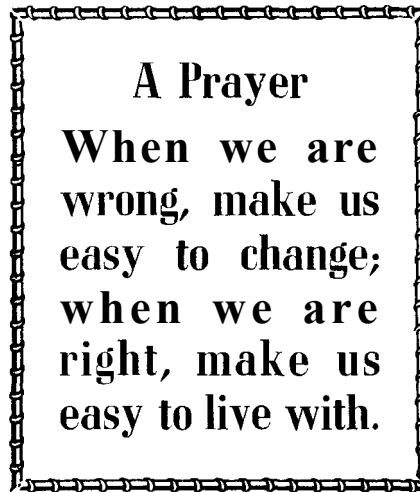 A Prayer
When we are
wrong, make us
easy to change;
when we are
right, make us
easy to live with.